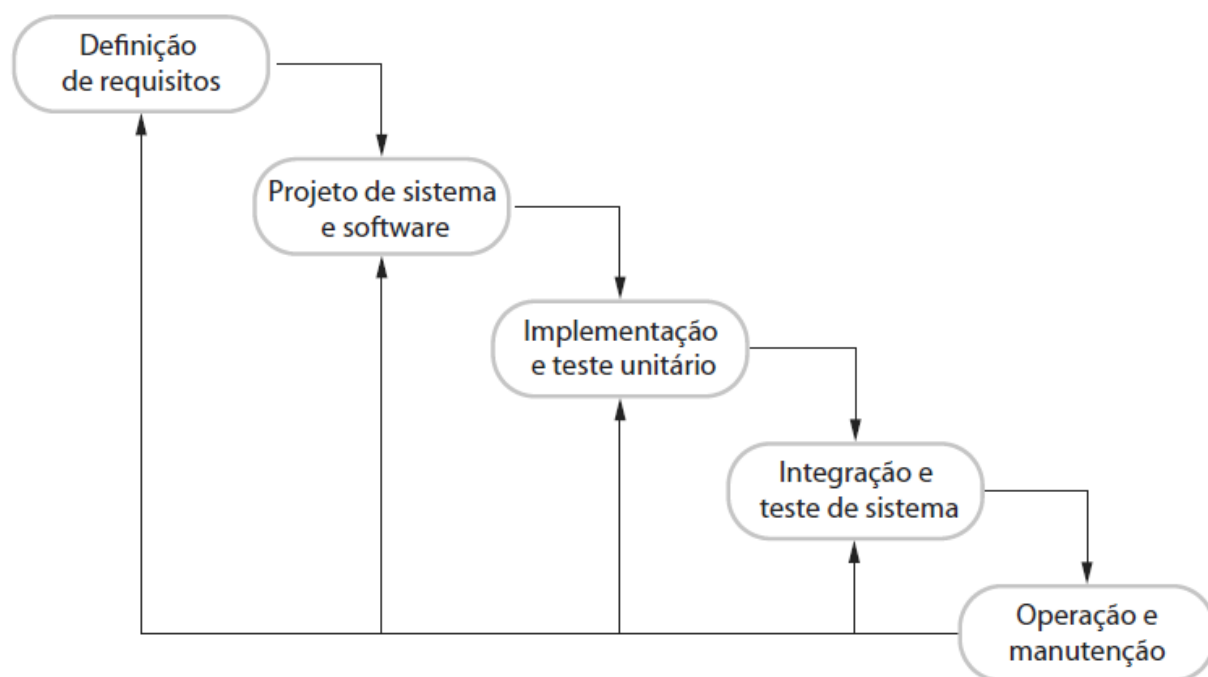 Definição
de requisitos
Projeto de sistema
e software
Implementação
e teste unitário
Integração e
teste de sistema
Operação e
manutenção